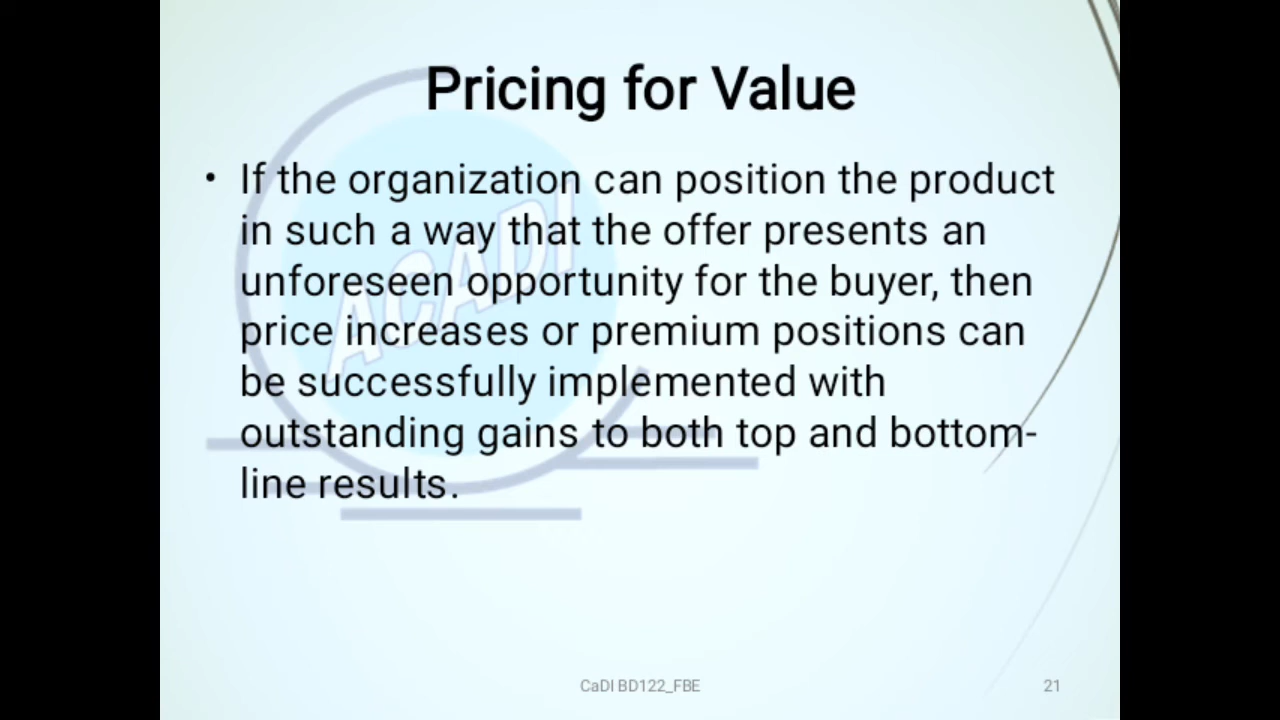 Pricing for Value
• If the organization can position the product
in such a way that the offer presents an
unforeseen opportunity for the buyer, then
price increases or premium positions can
be successfully implemented with
outstanding gains to both top and bottom-
line results.
ACADI
CaDI BD122_FBE
21